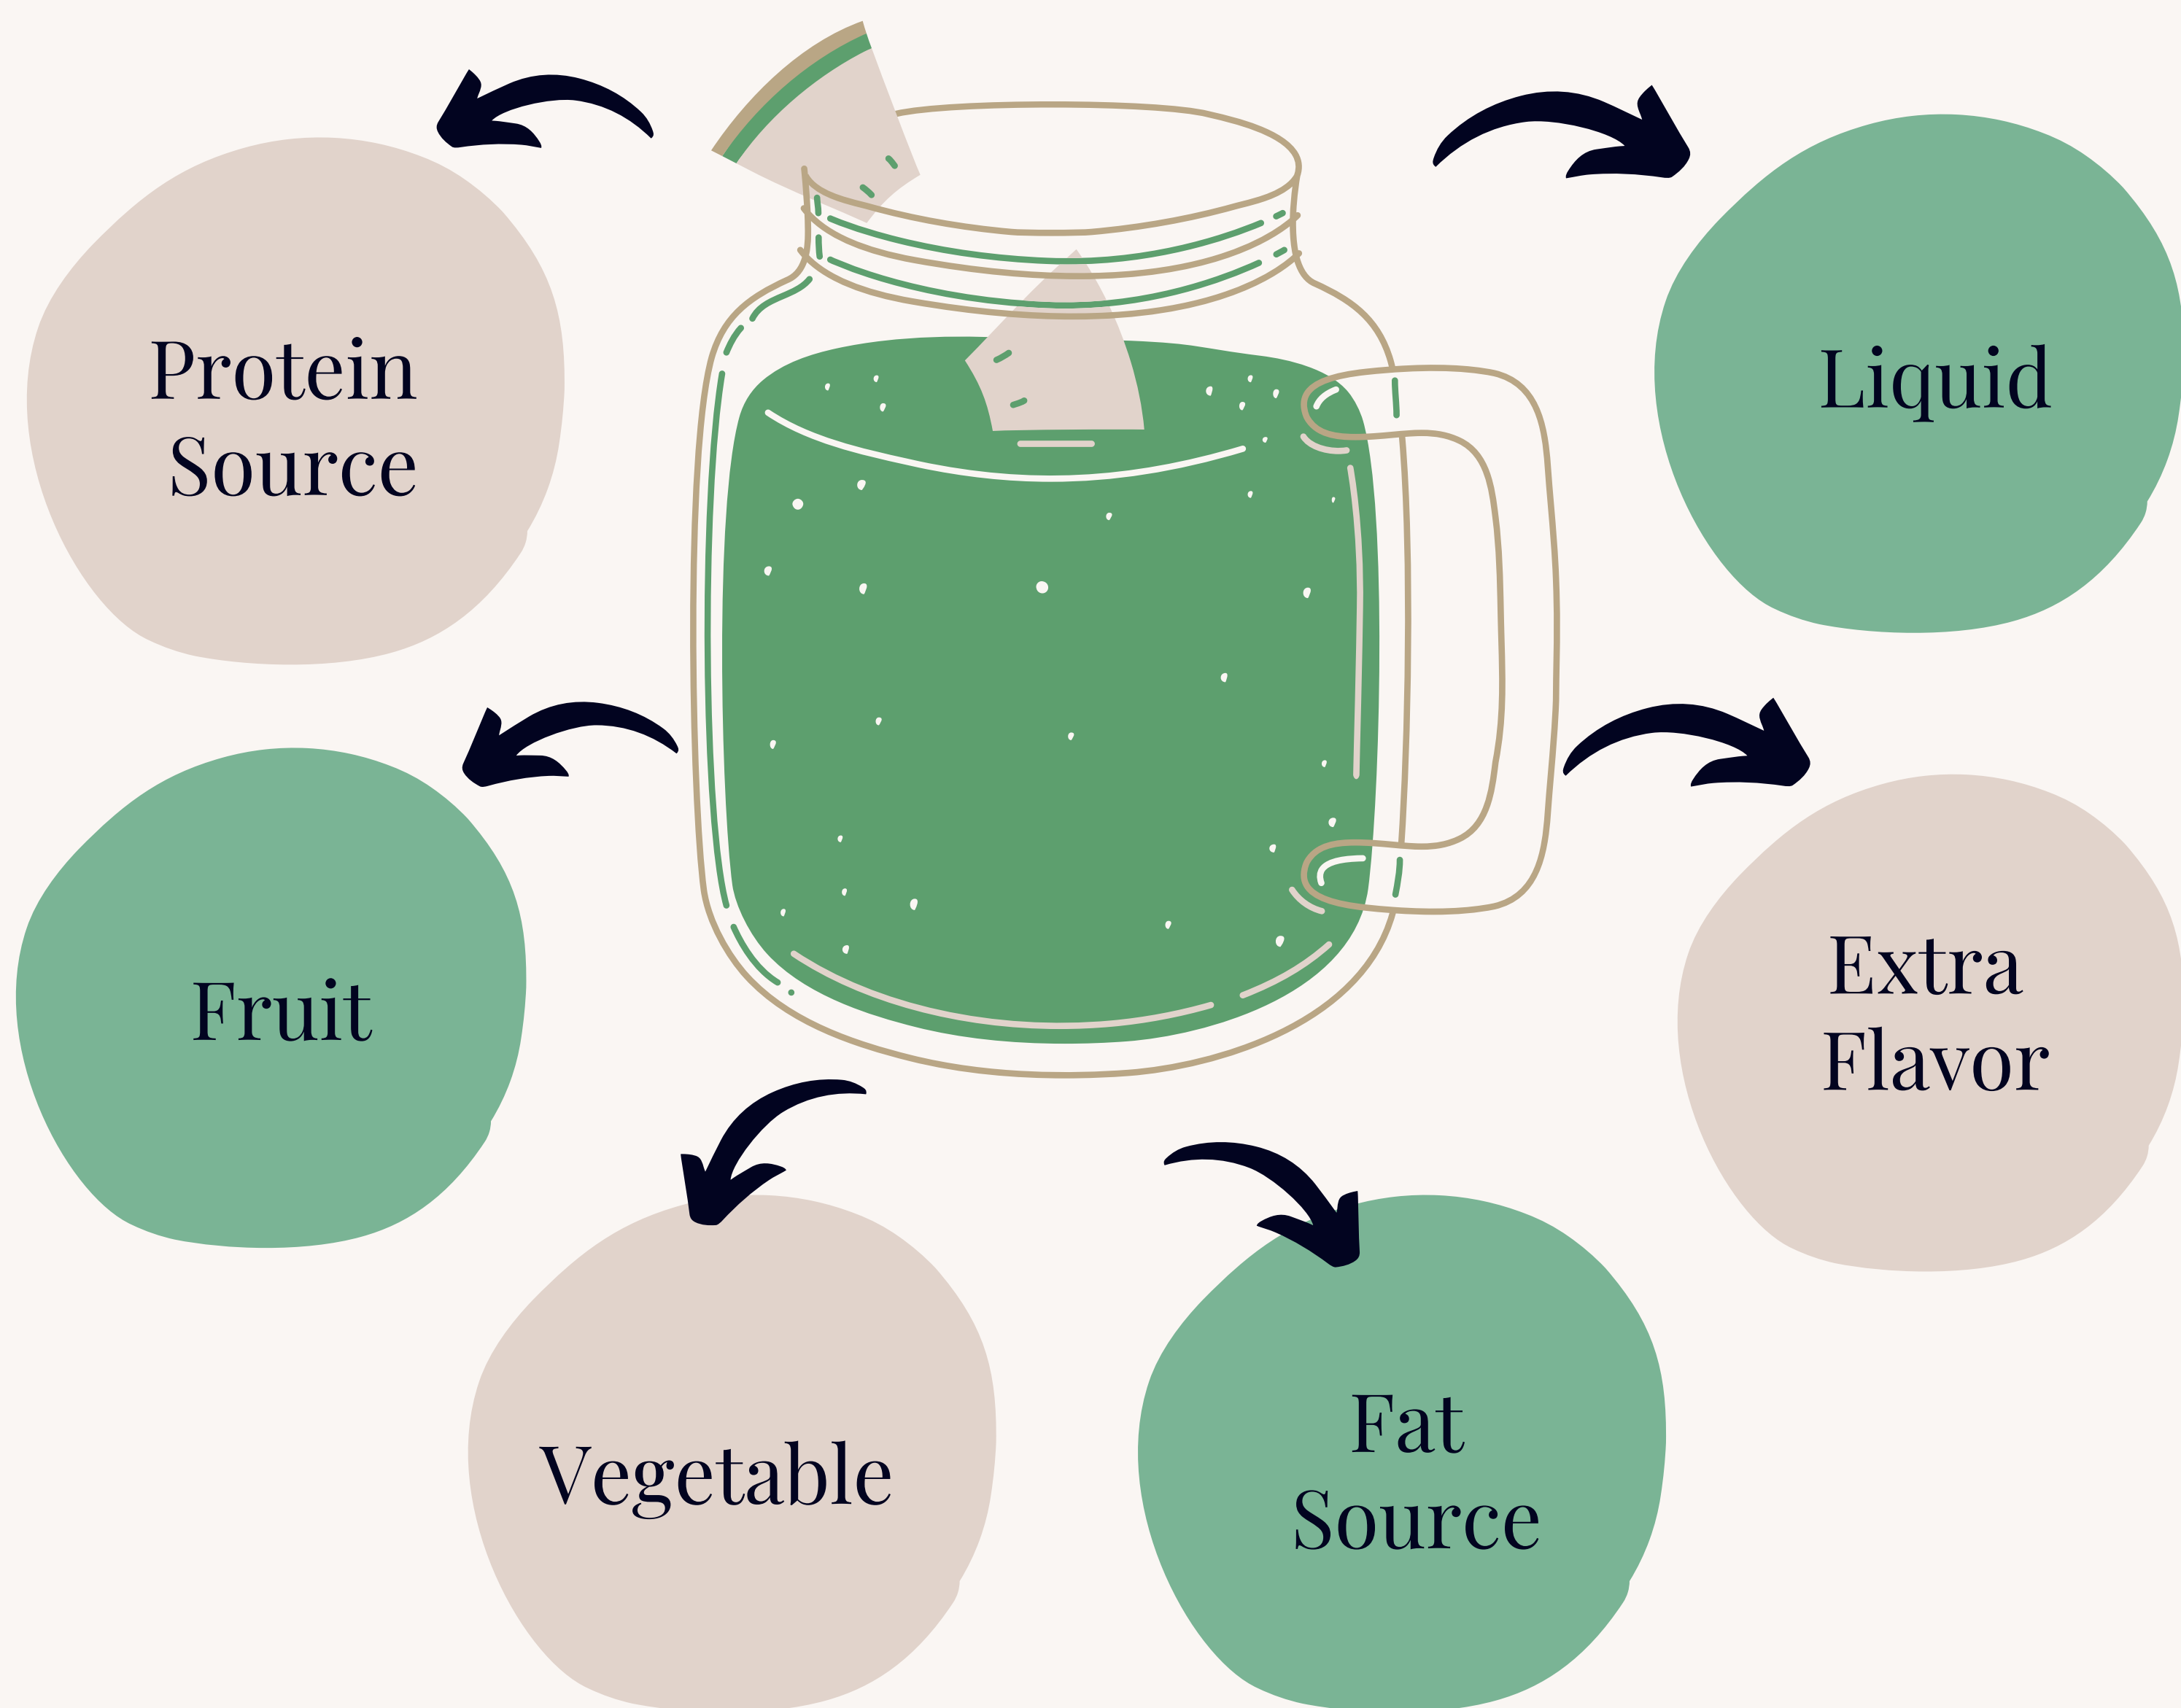 Protein
Source
Liquid
Fruit
Extra
Flavor
Vegetable
Fat
Source